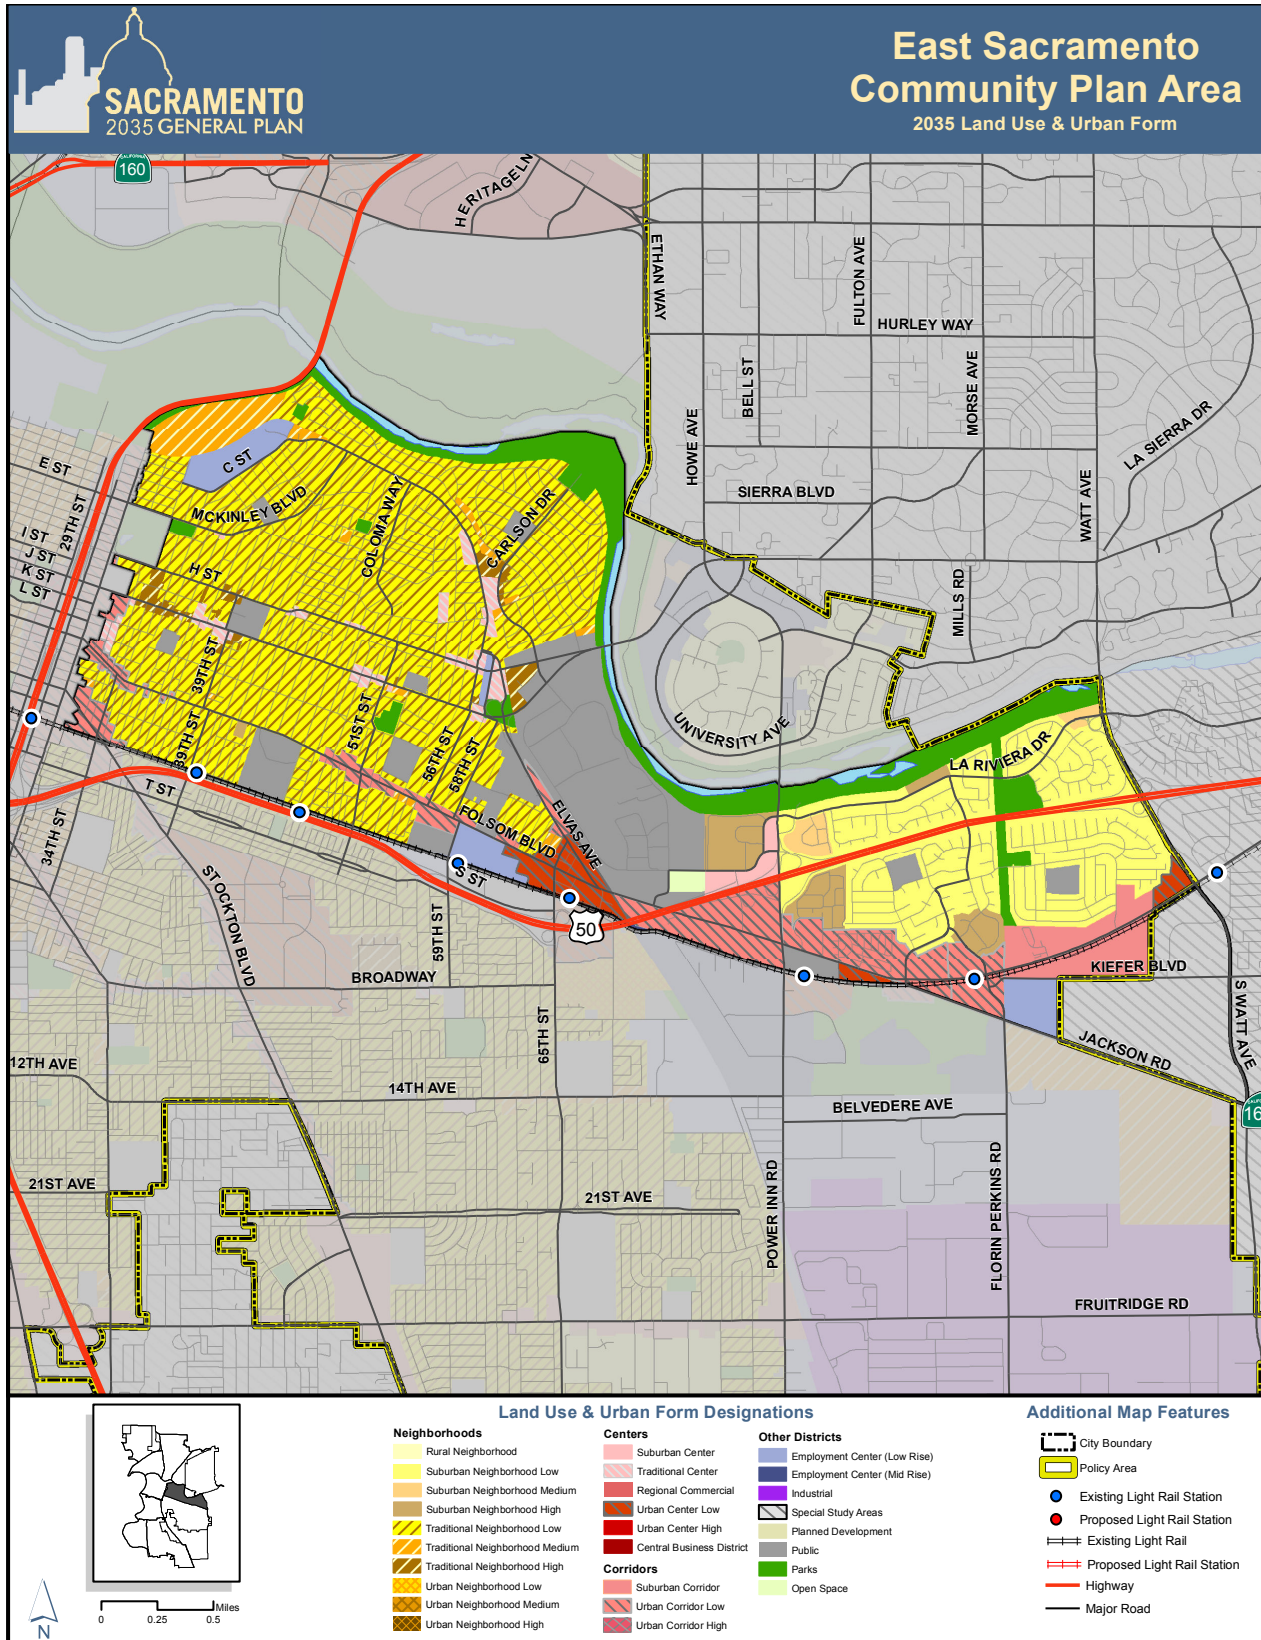 SACRAMENTO
2035 GENERAL PLAN
East Sacramento
Community Plan Area
2035 Land Use & Urban Form
CALIFORNIA
160
HERITAGELN
ETHAN WAY
FULTON AVE
HURLEY WAY
BELL ST
MORSE AVE
HOWE AVE
LA SIERRA DR
WATT AVE
SIERRA BLVD
MILLS RD
E ST
C ST
29TH ST
MCKINLEY BLVD
COLOMA WAY
CARLSON DR
I ST
J ST
K ST
L ST
H ST
39TH ST
39TH ST
51ST ST
56TH ST
58TH ST
UNIVERSITY AVE
LA RIVIERA DR
T ST
34TH ST
FOLSOM BLVD
ELVAS AVE
S ST
STOCKTON BLVD
59TH ST
50
BROADWAY
KIEFER BLVD
65TH ST
S WATT AVE
JACKSON RD
12TH AVE
14TH AVE
BELVEDERE AVE
16
21ST AVE
21ST AVE
POWER INN RD
FLORIN PERKINS RD
FRUITRIDGE RD
Land Use & Urban Form Designations
Neighborhoods
Rural Neighborhood
Suburban Neighborhood Low
Suburban Neighborhood Medium
Suburban Neighborhood High
Traditional Neighborhood Low
Traditional Neighborhood Medium
Traditional Neighborhood High
Urban Neighborhood Low
Urban Neighborhood Medium
Urban Neighborhood High
Centers
Suburban Center
Traditional Center
Regional Commercial
Urban Center Low
Urban Center High
Central Business District
Corridors
Suburban Corridor
Urban Corridor Low
Urban Corridor High
Other Districts
Employment Center (Low Rise)
Employment Center (Mid Rise)
Industrial
Special Study Areas
Planned Development
Public
Parks
Open Space
Additional Map Features
City Boundary
Policy Area
Existing Light Rail Station
Proposed Light Rail Station
Existing Light Rail
Proposed Light Rail Station
Highway
Major Road
N
Miles
0 0.25 0.5